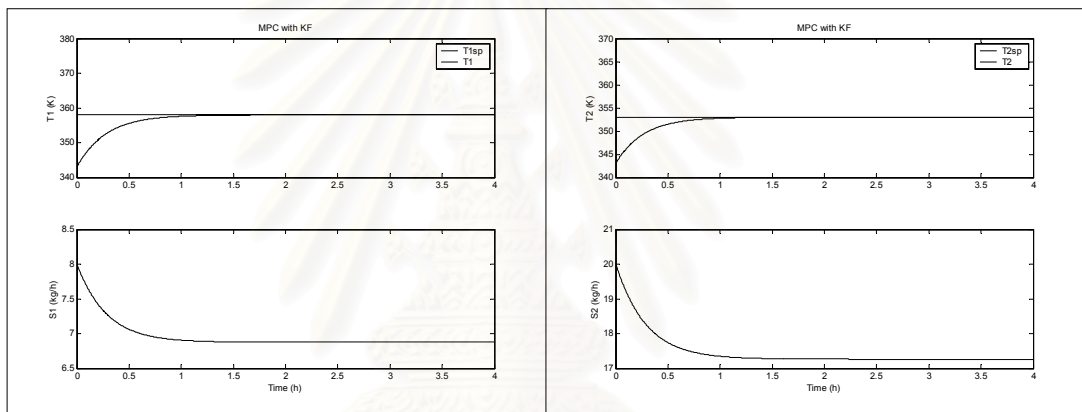 MPC with KF
380
370
360
350
340
T1 (K)
T1sp
T1
0 0.5 1 1.5 2 2.5 3 3.5 4
8.5
8
7.5
7
6.5
S1 (kg/h)
0 0.5 1 1.5 2 2.5 3 3.5 4
Time (h)
MPC with KF
370
365
360
355
350
345
340
T2 (K)
T2sp
T2
0 0.5 1 1.5 2 2.5 3 3.5 4
21
20
19
18
17
S2 (kg/h)
0 0.5 1 1.5 2 2.5 3 3.5 4
Time (h)